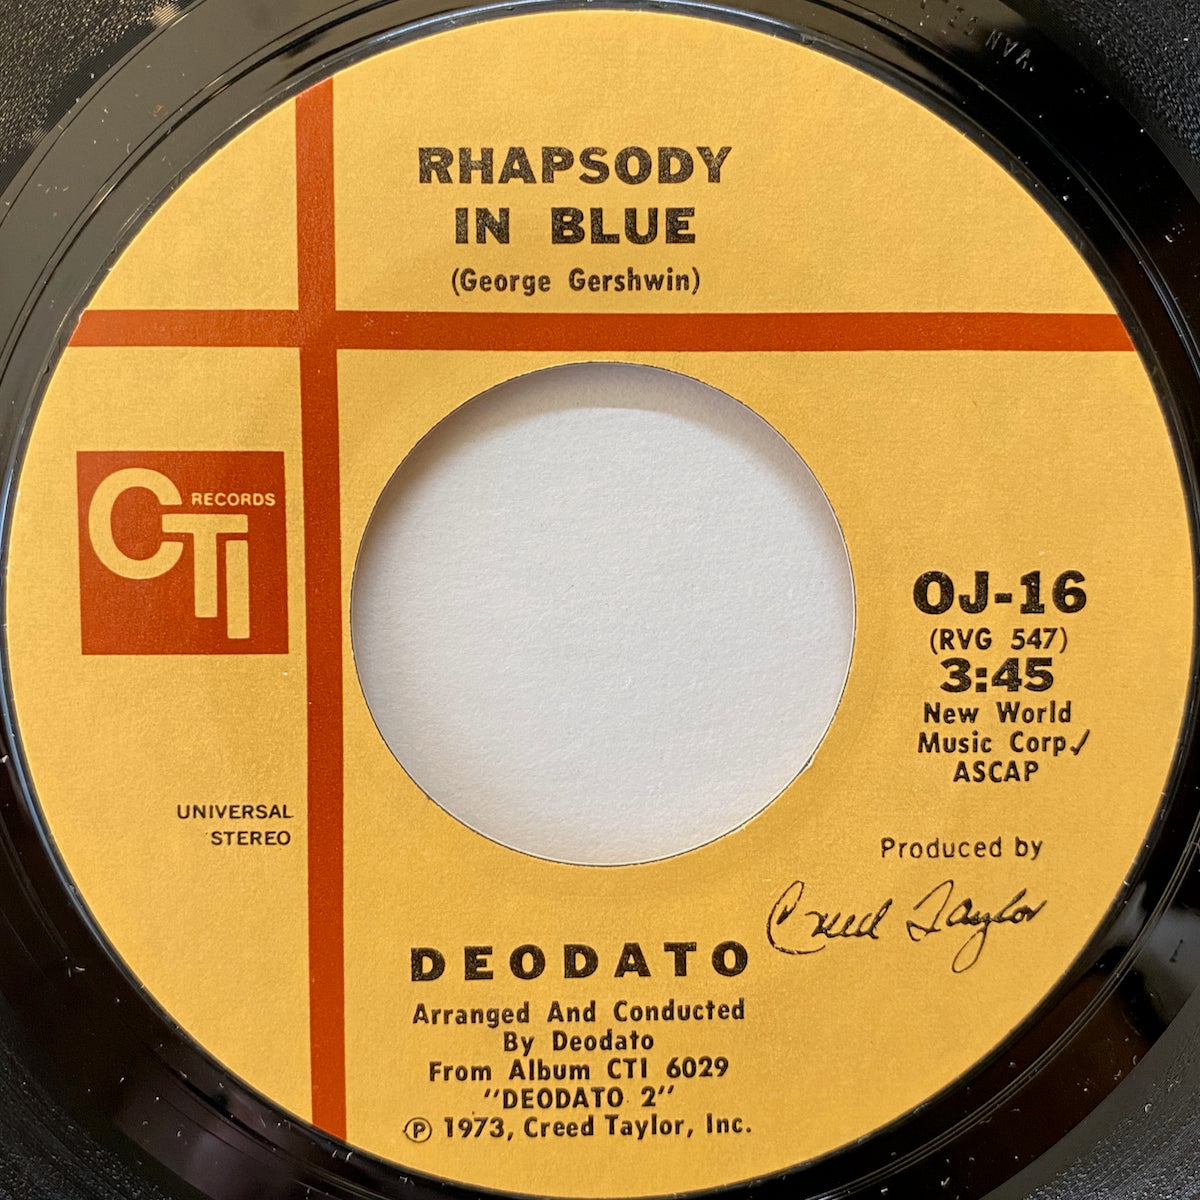 RHAPSODY
IN BLUE
(George Gershwin)
RECORDS
CTI
OJ-16
(RVG 547)
3:45
New World
Music Corp./
ASCAP
UNIVERSAL
STEREO
Produced by
Creed Taylor
DEODATO
Arranged And Conducted
By Deodato
From Album CTI 6029
"DEODATO 2"
℗ 1973, Creed Taylor, Inc.
VAN